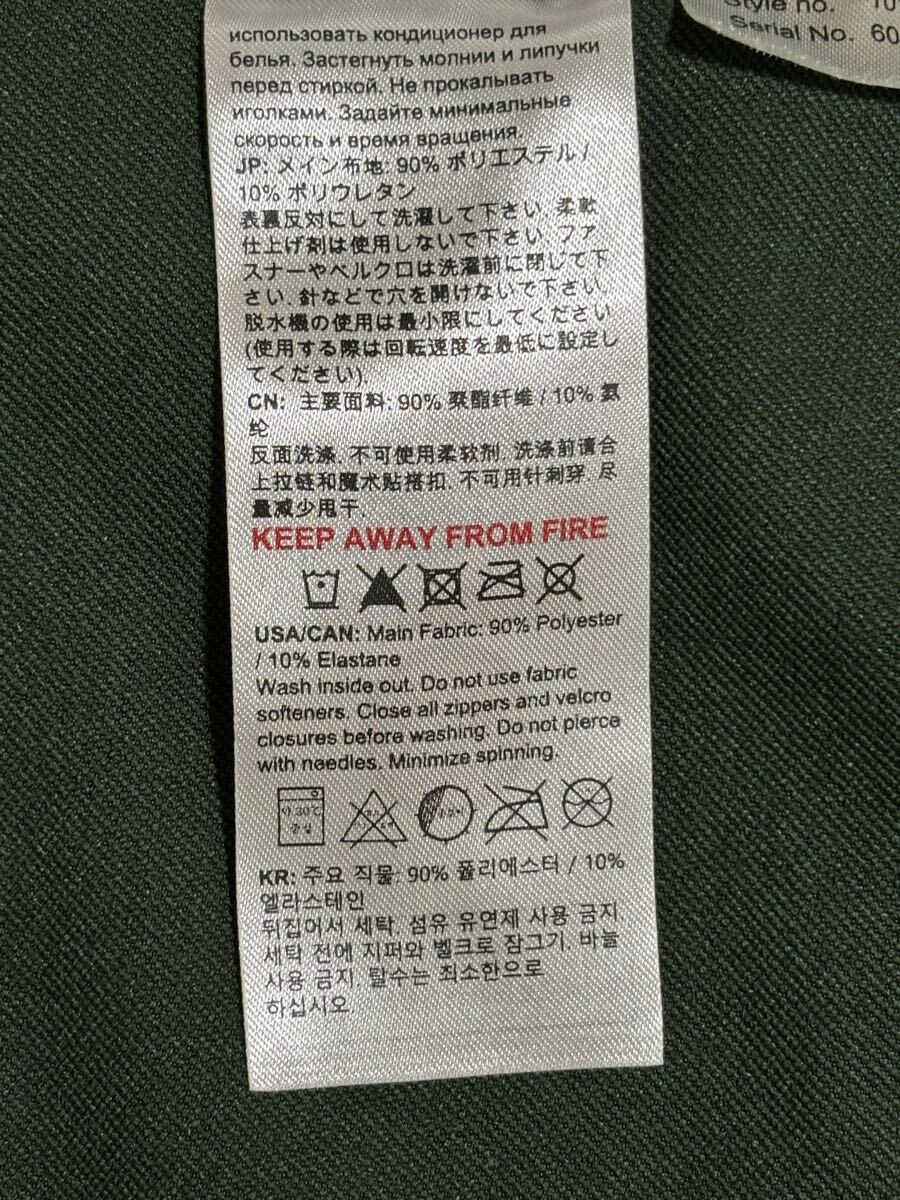 использовать кондиционер для
белья. Застегнуть молнии и липучки
перед стиркой. Не прокалывать
иголками. Задайте минимальные
скорость и время вращения.
JP: メイン布地: 90% ポリエステル /
10% ポリウレタン
表裏反対にして洗濯して下さい. 柔軟
仕上げ剤は使用しないで下さい. ファ
スナーやベルクロは洗濯前に閉じて下
さい. 針などで穴を開けないで下さい.
脱水機の使用は最小限にしてください
(使用する際は回転速度を最低に設定し
てください).
CN: 主要面料: 90% 聚酯纤维 / 10% 氨
纶
反面洗涤. 不可使用柔软剂. 洗涤前请合
上拉链和魔术贴搭扣. 不可用针刺穿. 尽
量减少甩干.
KEEP AWAY FROM FIRE
USA/CAN: Main Fabric: 90% Polyester
/ 10% Elastane
Wash inside out. Do not use fabric
softeners. Close all zippers and velcro
closures before washing. Do not pierce
with needles. Minimize spinning.
약 30℃
중성
KR: 주요 직물: 90% 폴리에스터 / 10%
엘라스테인
뒤집어서 세탁. 섬유 유연제 사용 금지
세탁 전에 지퍼와 벨크로 잠그기. 바늘
사용 금지. 탈수는 최소한으로
하십시오.
Style no. 10
Serial No. 60